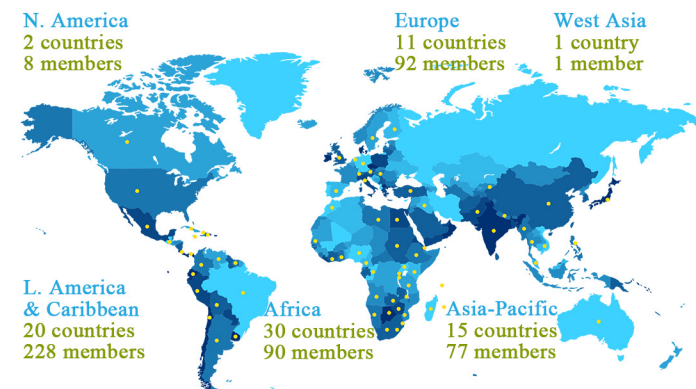 N. America
2 countries
8 members
Europe
11 countries
92 members
West Asia
1 country
1 member
L. America
& Caribbean
20 countries
228 members
Africa
30 countries
90 members
Asia-Pacific
15 countries
77 members